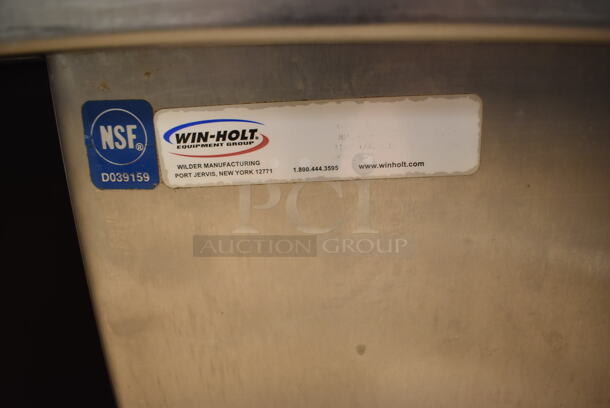 NSF®
D039159
WIN-HOLT®
EQUIPMENT GROUP
WILDER MANUFACTURING
PORT JERVIS, NEW YORK 12771 1.800.444.3595 www.winholt.com
PCI
AUCTION GROUP